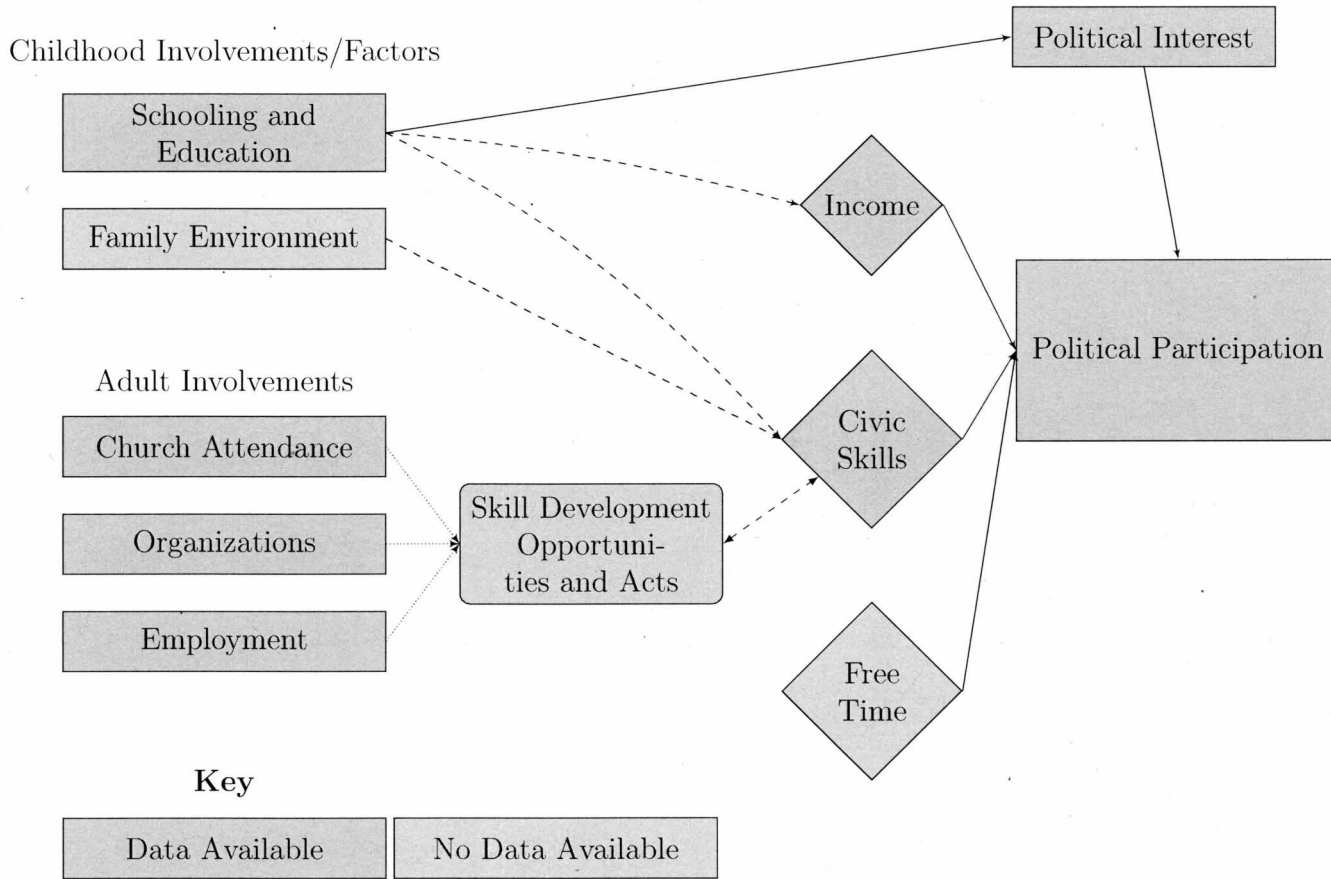 Childhood Involvements/Factors
Schooling and
Education
Family Environment
Adult Involvements
Church Attendance
Organizations
Employment
Skill Development
Opportuni-
ties and Acts
Political Interest
Income
Civic
Skills
Free
Time
Political Participation
Key
Data Available
No Data Available